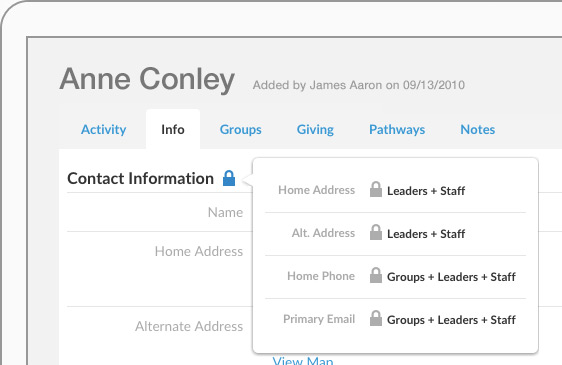 Anne Conley Added by James Aaron on 09/13/2010
Activity Info Groups Giving Pathways Notes
Contact Information
Home Address Leaders + Staff
Name
Alt. Address Leaders + Staff
Home Address
Home Phone Groups + Leaders + Staff
Primary Email Groups + Leaders + Staff
Alternate Address
View Map